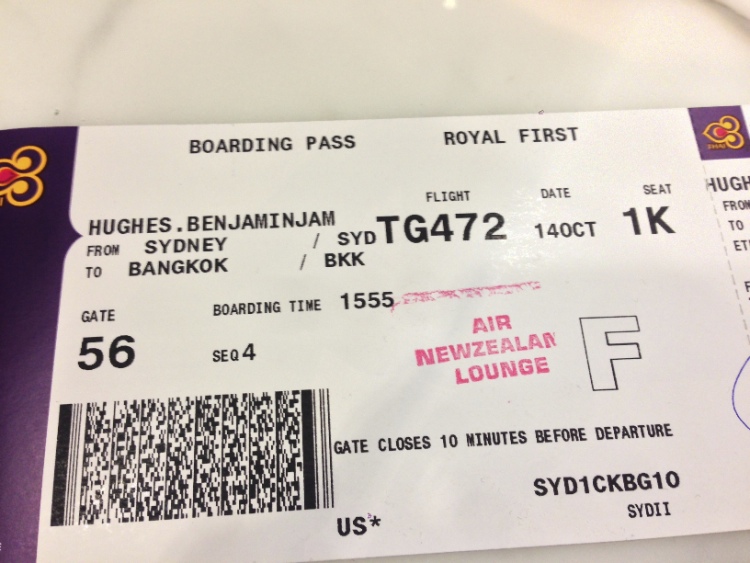 BOARDING PASS ROYAL FIRST
FLIGHT DATE SEAT
HUGHES.BENJAMINJAM TG472 14OCT 1K
FROM SYDNEY / SYD
TO BANGKOK / BKK
GATE BOARDING TIME 1555
56 SEQ 4
AIR
NEWZEALAN
LOUNGE
F
GATE CLOSES 10 MINUTES BEFORE DEPARTURE
SYD1CKBG10
SYDII
US*
THAI
HUGH
FROM
TO